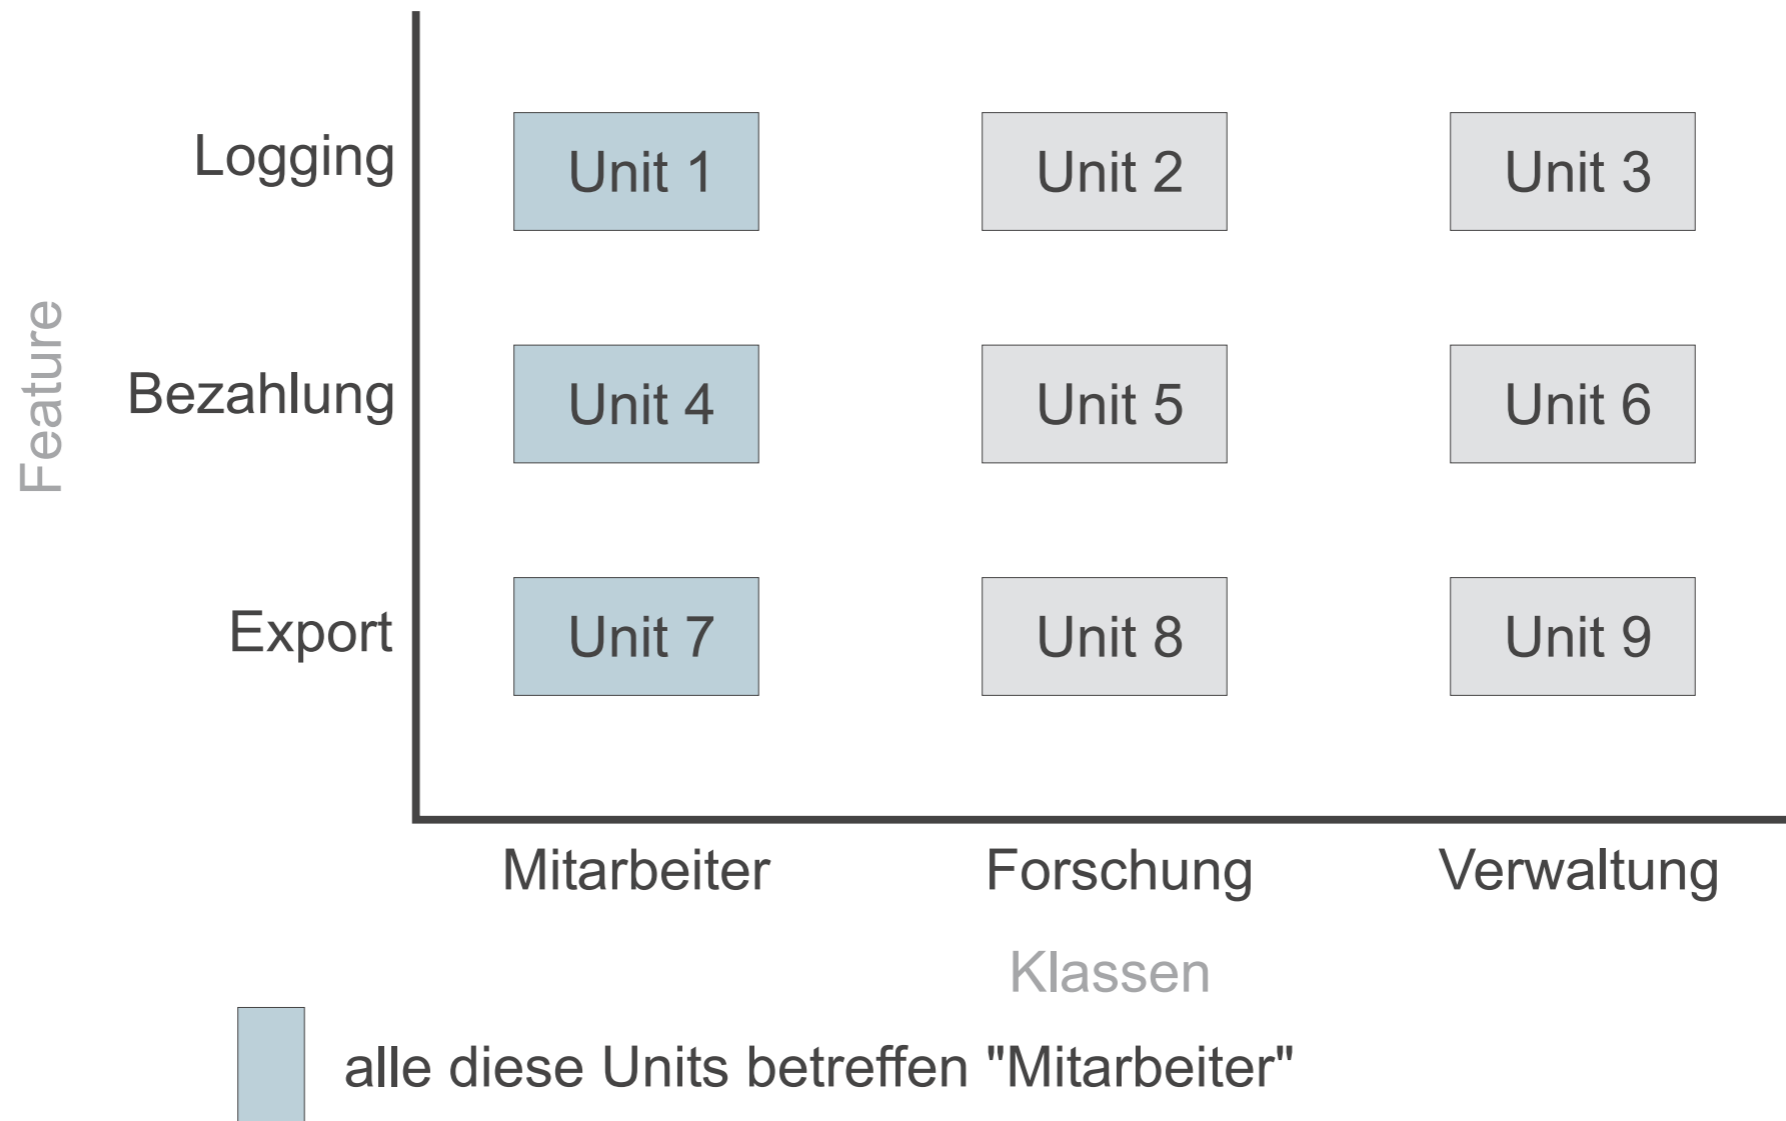 Feature
Logging
Unit 1
Unit 2
Unit 3
Bezahlung
Unit 4
Unit 5
Unit 6
Export
Unit 7
Unit 8
Unit 9
Mitarbeiter
Forschung
Verwaltung
Klassen
alle diese Units betreffen "Mitarbeiter"